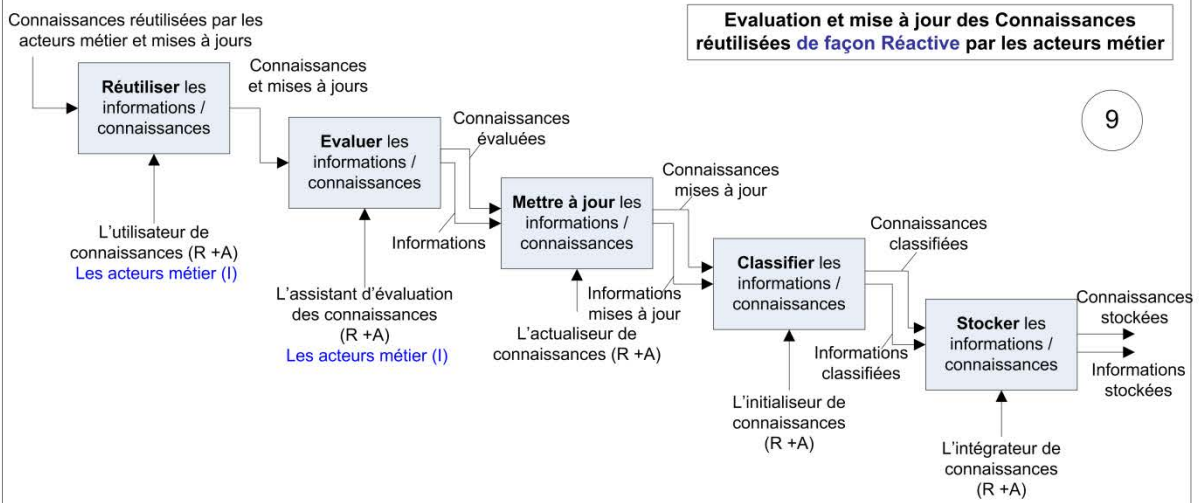 Connaissances réutilisées par les
acteurs métier et mises à jours
Evaluation et mise à jour des Connaissances
réutilisées de façon Réactive par les acteurs métier
9
Réutiliser les
informations /
connaissances
Connaissances
et mises à jours
L'utilisateur de
connaissances (R +A)
Les acteurs métier (I)
Evaluer les
informations /
connaissances
Connaissances
évaluées
Informations
L'assistant d'évaluation
des connaissances
(R +A)
Les acteurs métier (I)
Mettre à jour les
informations /
connaissances
Connaissances
mises à jour
Informations
mises à jour
L'actualiseur de
connaissances (R +A)
Classifier les
informations /
connaissances
Connaissances
classifiées
Informations
classifiées
L'initialiseur de
connaissances
(R +A)
Stocker les
informations /
connaissances
Connaissances
stockées
Informations
stockées
L'intégrateur de
connaissances
(R +A)